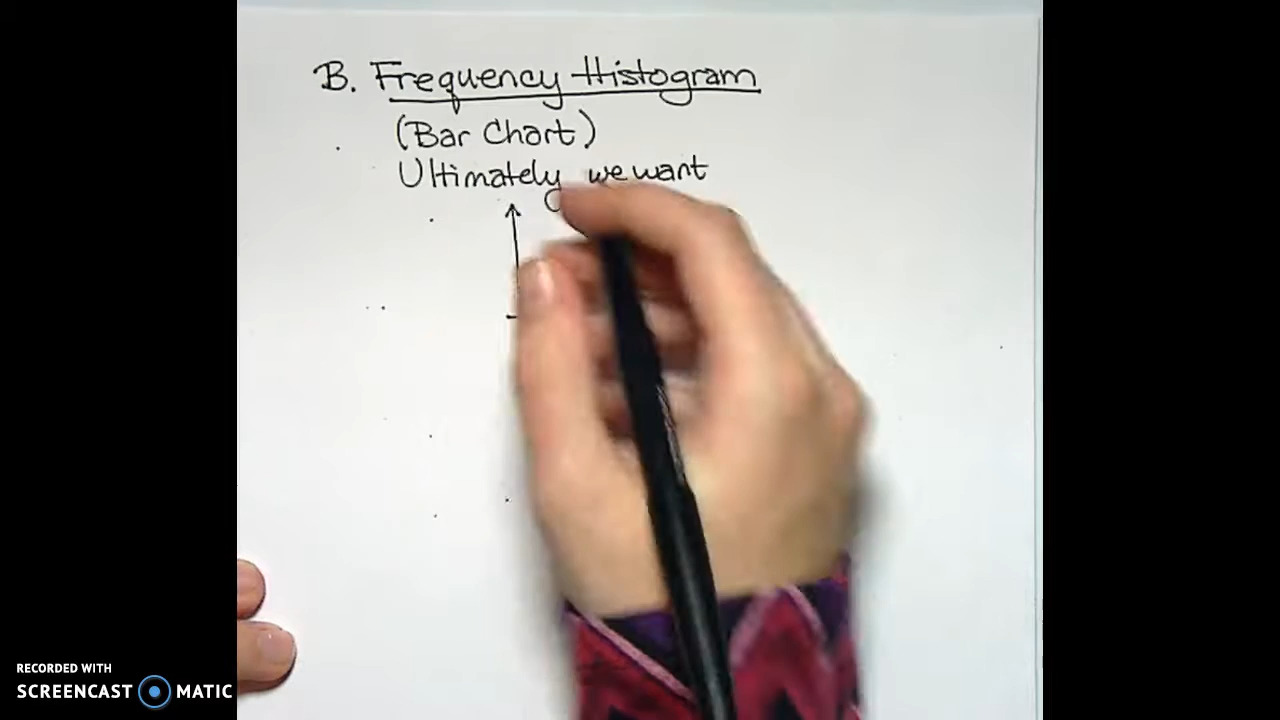 B. Frequency Histogram
(Bar Chart)
Ultimately we want
RECORDED WITH
SCREENCAST MATIC